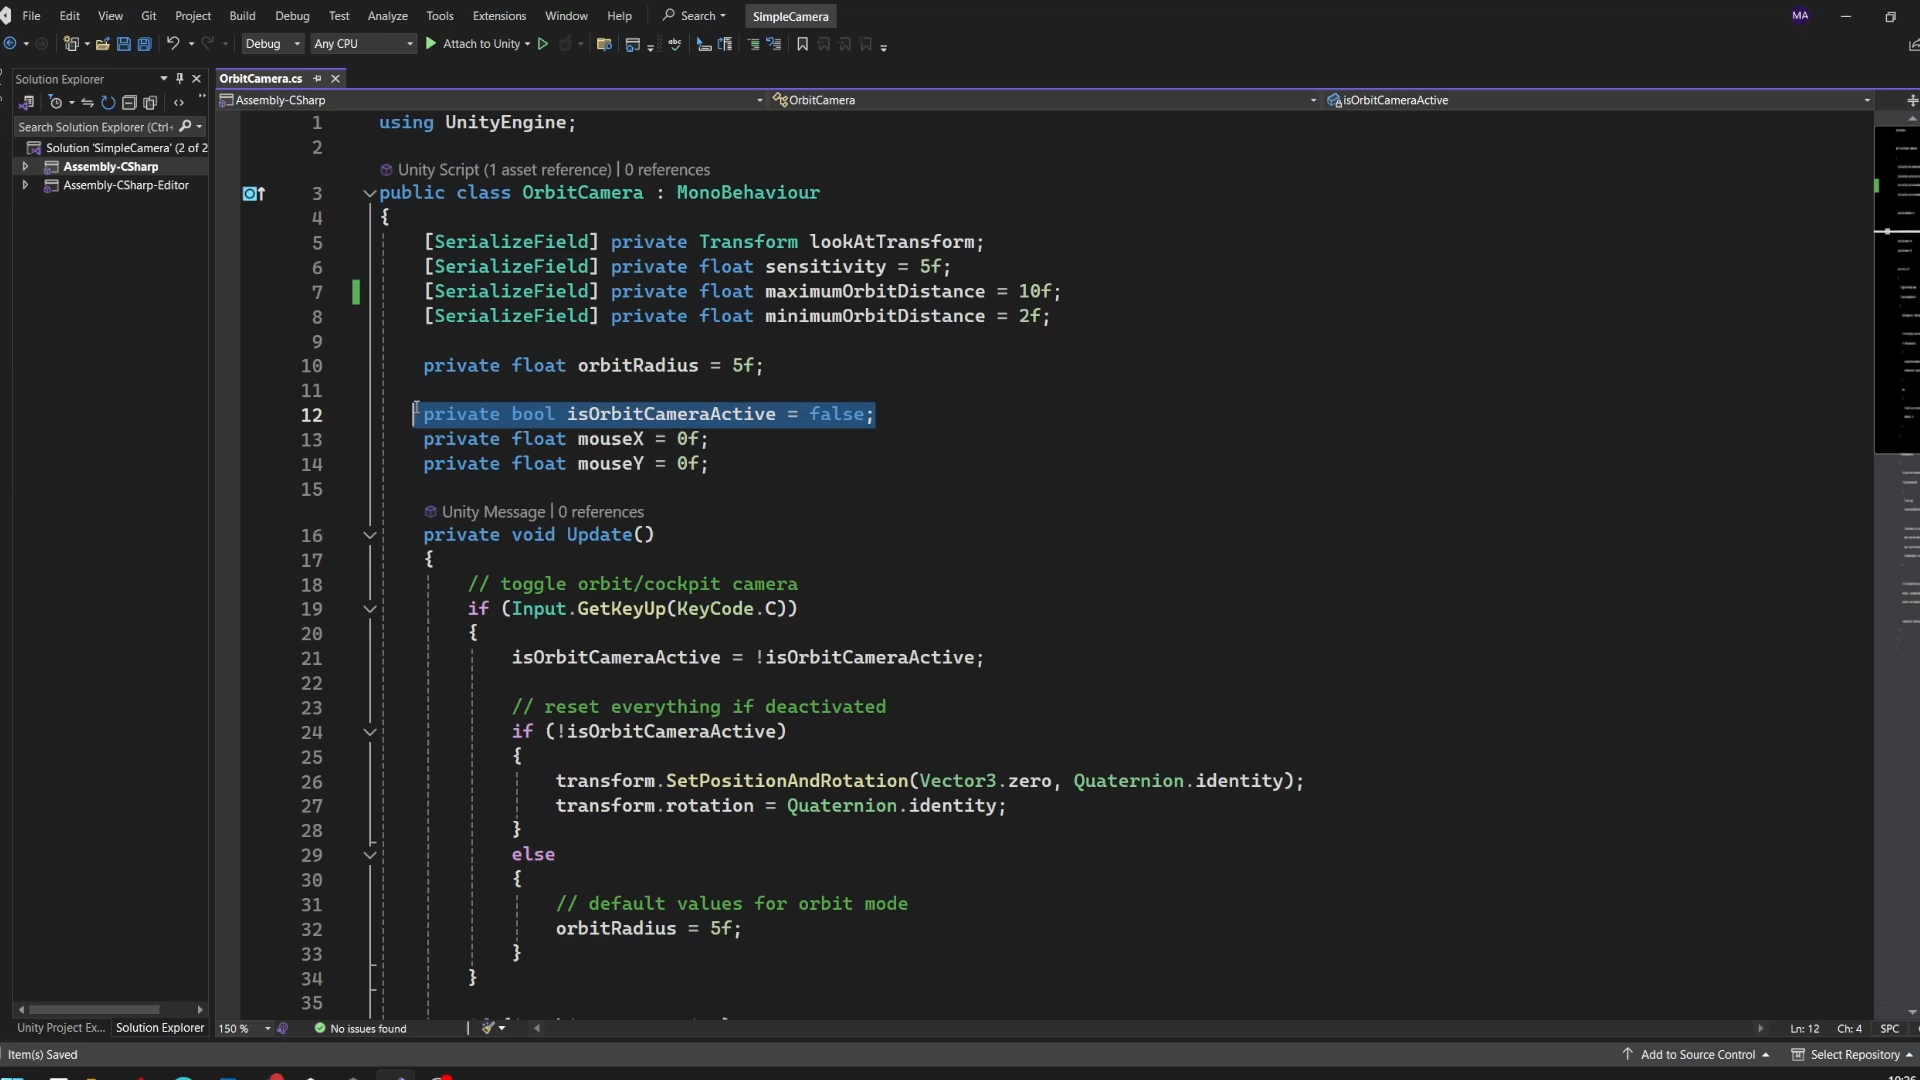 File Edit View Git Project Build Debug Test Analyze Tools Extensions Window Help Search SimpleCamera MA
Debug Any CPU Attach to Unity
Solution Explorer
OrbitCamera.cs
Assembly-CSharp OrbitCamera isOrbitCameraActive
Search Solution Explorer (Ctrl+
Solution 'SimpleCamera' (2 of 2
Assembly-CSharp
Assembly-CSharp-Editor
1 using UnityEngine;
2
Unity Script (1 asset reference) | 0 references
3 public class OrbitCamera : MonoBehaviour
4 {
5 [SerializeField] private Transform lookAtTransform;
6 [SerializeField] private float sensitivity = 5f;
7 [SerializeField] private float maximumOrbitDistance = 10f;
8 [SerializeField] private float minimumOrbitDistance = 2f;
9
10 private float orbitRadius = 5f;
11
12 private bool isOrbitCameraActive = false;
13 private float mouseX = 0f;
14 private float mouseY = 0f;
15
Unity Message | 0 references
16 private void Update()
17 {
18 // toggle orbit/cockpit camera
19 if (Input.GetKeyUp(KeyCode.C))
20 {
21 isOrbitCameraActive = !isOrbitCameraActive;
22
23 // reset everything if deactivated
24 if (!isOrbitCameraActive)
25 {
26 transform.SetPositionAndRotation(Vector3.zero, Quaternion.identity);
27 transform.rotation = Quaternion.identity;
28 }
29 else
30 {
31 // default values for orbit mode
32 orbitRadius = 5f;
33 }
34 }
35
Unity Project Ex... Solution Explorer 150 % No issues found Ln: 12 Ch: 4 SPC
Item(s) Saved Add to Source Control Select Repository